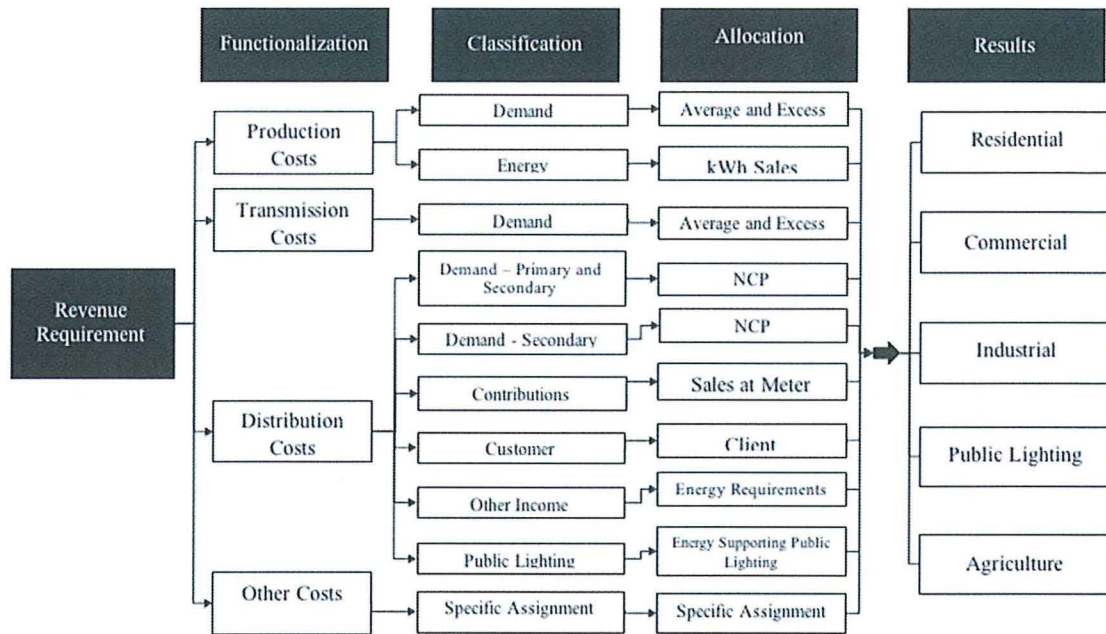 Functionalization
Classification
Allocation
Results
Revenue
Requirement
Production
Costs
Transmission
Costs
Distribution
Costs
Other Costs
Demand
Energy
Demand
Demand – Primary and
Secondary
Demand - Secondary
Contributions
Customer
Other Income
Public Lighting
Specific Assignment
Average and Excess
kWh Sales
Average and Excess
NCP
NCP
Sales at Meter
Client
Energy Requirements
Energy Supporting Public
Lighting
Specific Assignment
Residential
Commercial
Industrial
Public Lighting
Agriculture